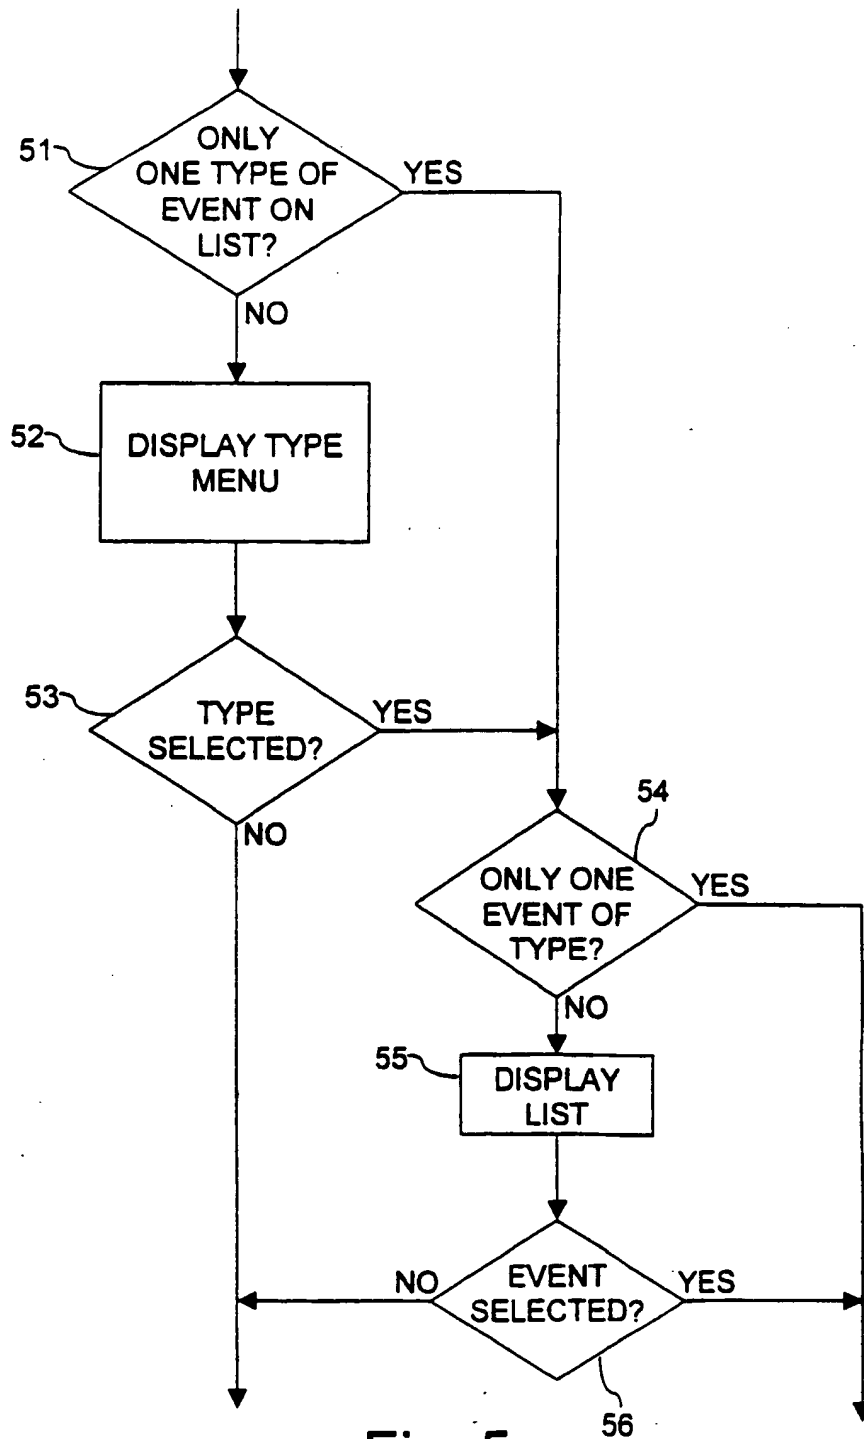 51
ONLY
ONE TYPE OF
EVENT ON
LIST?
YES
NO
52
DISPLAY TYPE
MENU
53
TYPE
SELECTED?
YES
NO
54
ONLY ONE
EVENT OF
TYPE?
YES
NO
55
DISPLAY
LIST
NO
EVENT
SELECTED?
YES
56